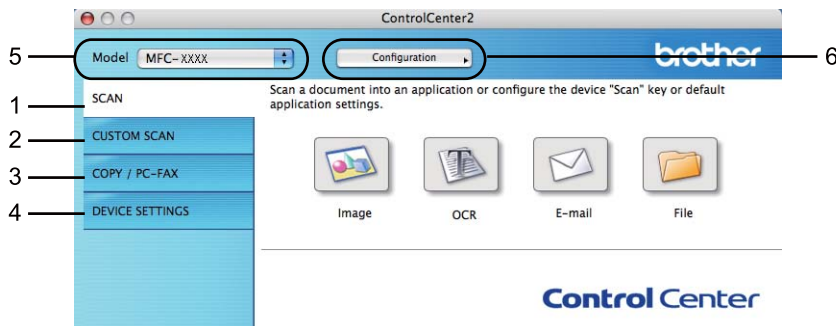 ControlCenter2
5
Model MFC-XXXX
Configuration
brother
6
1
SCAN
Scan a document into an application or configure the device "Scan" key or default
application settings.
2
CUSTOM SCAN
3
COPY / PC-FAX
4
DEVICE SETTINGS
Image
OCR
E-mail
File
Control Center